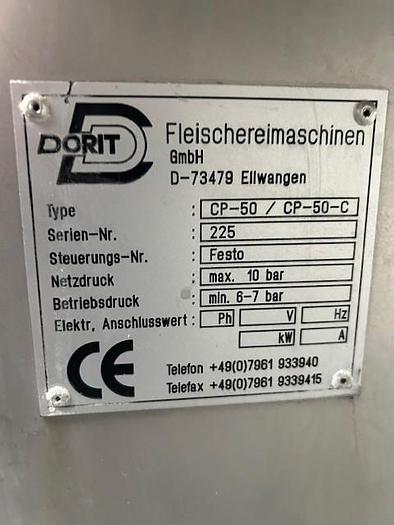 DORIT
Fleischereimaschinen
GmbH
D-73479 Ellwangen
Type : CP-50 / CP-50-C
Serien-Nr. : 225
Steuerungs-Nr. : Festo
Netzdruck : max. 10 bar
Betriebsdruck : min. 6-7 bar
Elektr, Anschlusswert : Ph V Hz
kW A
CE
Telefon +49(0)7961 933940
Telefax +49(0)7961 9339415